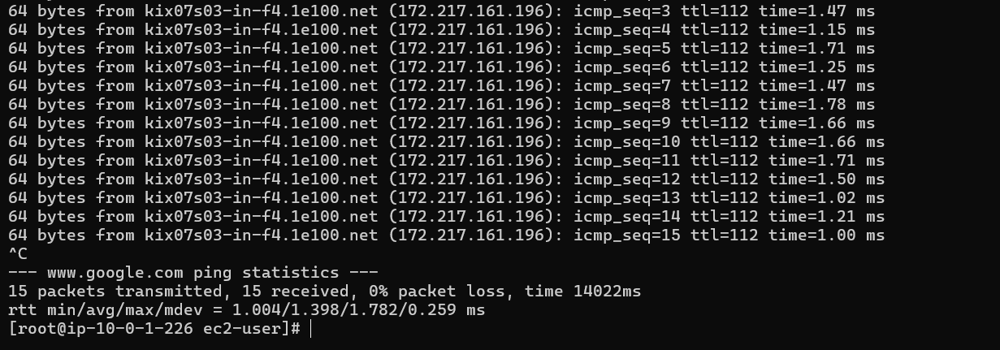 64 bytes from kix07s03-in-f4.1e100.net (172.217.161.196): icmp_seq=3 ttl=112 time=1.47 ms
64 bytes from kix07s03-in-f4.1e100.net (172.217.161.196): icmp_seq=4 ttl=112 time=1.15 ms
64 bytes from kix07s03-in-f4.1e100.net (172.217.161.196): icmp_seq=5 ttl=112 time=1.71 ms
64 bytes from kix07s03-in-f4.1e100.net (172.217.161.196): icmp_seq=6 ttl=112 time=1.25 ms
64 bytes from kix07s03-in-f4.1e100.net (172.217.161.196): icmp_seq=7 ttl=112 time=1.47 ms
64 bytes from kix07s03-in-f4.1e100.net (172.217.161.196): icmp_seq=8 ttl=112 time=1.78 ms
64 bytes from kix07s03-in-f4.1e100.net (172.217.161.196): icmp_seq=9 ttl=112 time=1.66 ms
64 bytes from kix07s03-in-f4.1e100.net (172.217.161.196): icmp_seq=10 ttl=112 time=1.66 ms
64 bytes from kix07s03-in-f4.1e100.net (172.217.161.196): icmp_seq=11 ttl=112 time=1.71 ms
64 bytes from kix07s03-in-f4.1e100.net (172.217.161.196): icmp_seq=12 ttl=112 time=1.50 ms
64 bytes from kix07s03-in-f4.1e100.net (172.217.161.196): icmp_seq=13 ttl=112 time=1.02 ms
64 bytes from kix07s03-in-f4.1e100.net (172.217.161.196): icmp_seq=14 ttl=112 time=1.21 ms
64 bytes from kix07s03-in-f4.1e100.net (172.217.161.196): icmp_seq=15 ttl=112 time=1.00 ms
^C
--- www.google.com ping statistics ---
15 packets transmitted, 15 received, 0% packet loss, time 14022ms
rtt min/avg/max/mdev = 1.004/1.398/1.782/0.259 ms
[root@ip-10-0-1-226 ec2-user]#